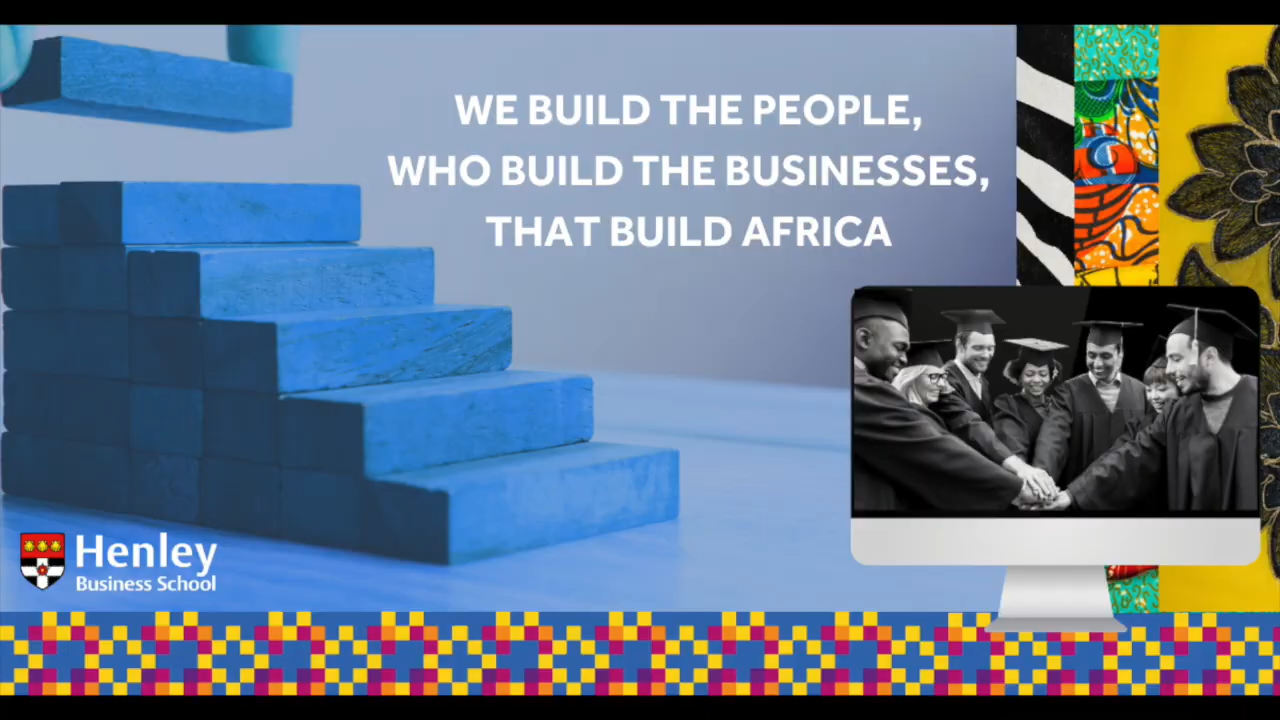 WE BUILD THE PEOPLE,
WHO BUILD THE BUSINESSES,
THAT BUILD AFRICA
Henley
Business School